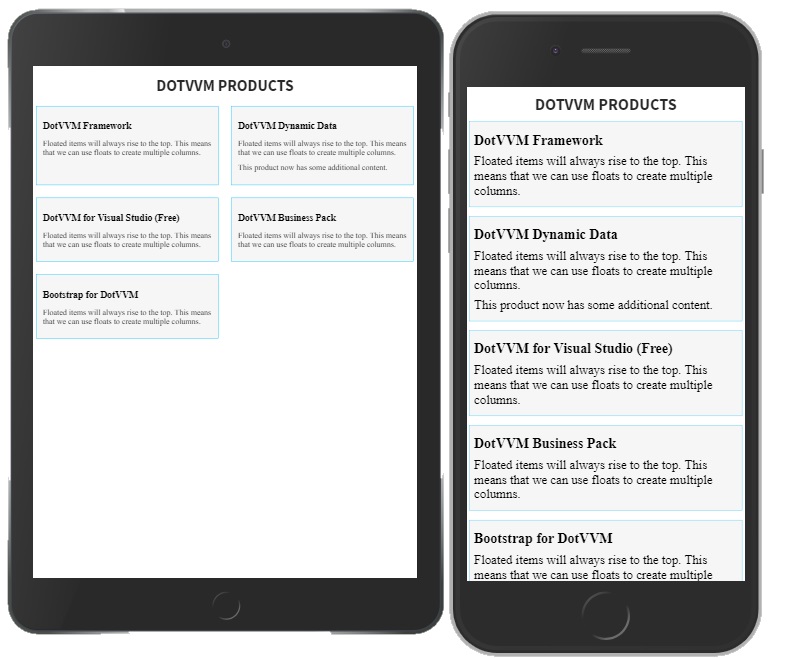 DOTVVM PRODUCTS
DotVVM Framework
Floated items will always rise to the top. This means
that we can use floats to create multiple columns.
DotVVM Dynamic Data
Floated items will always rise to the top. This means
that we can use floats to create multiple columns.
This product now has some additional content.
DotVVM for Visual Studio (Free)
Floated items will always rise to the top. This means
that we can use floats to create multiple columns.
DotVVM Business Pack
Floated items will always rise to the top. This means
that we can use floats to create multiple columns.
Bootstrap for DotVVM
Floated items will always rise to the top. This means
that we can use floats to create multiple columns.
DOTVVM PRODUCTS
DotVVM Framework
Floated items will always rise to the top. This
means that we can use floats to create multiple
columns.
DotVVM Dynamic Data
Floated items will always rise to the top. This
means that we can use floats to create multiple
columns.
This product now has some additional content.
DotVVM for Visual Studio (Free)
Floated items will always rise to the top. This
means that we can use floats to create multiple
columns.
DotVVM Business Pack
Floated items will always rise to the top. This
means that we can use floats to create multiple
columns.
Bootstrap for DotVVM
Floated items will always rise to the top. This
means that we can use floats to create multiple